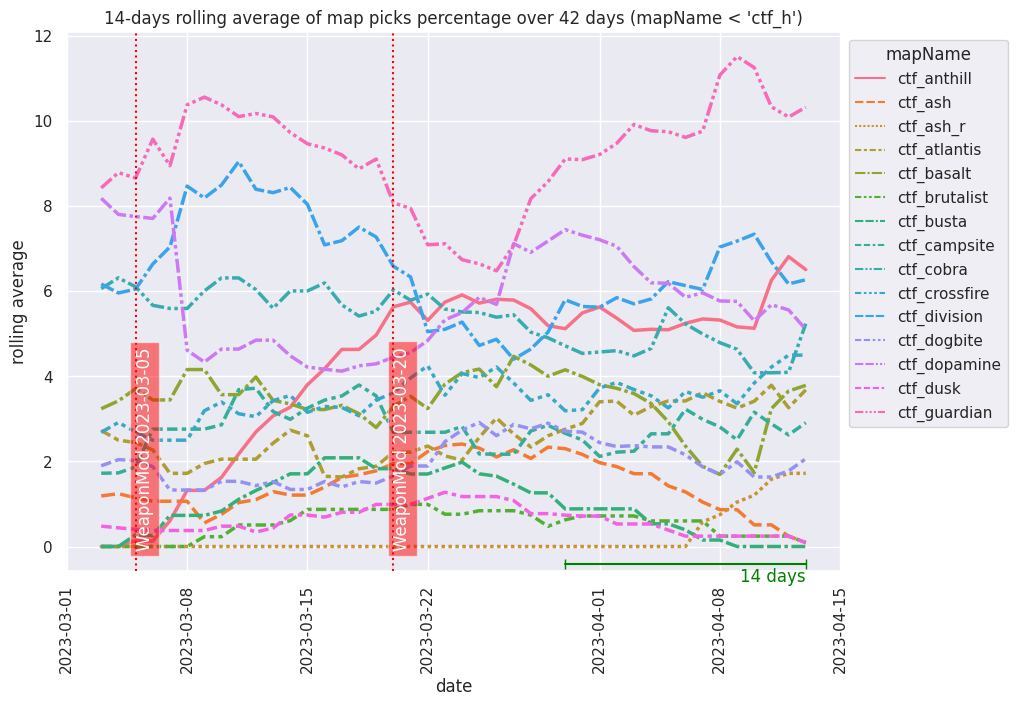 14-days rolling average of map picks percentage over 42 days (mapName < 'ctf_h')
12
10
8
6
4
2
0
rolling average
WeaponMod 2023-03-05
WeaponMod 2023-03-20
14 days
2023-03-01
2023-03-08
2023-03-15
2023-03-22
2023-04-01
2023-04-08
2023-04-15
date
mapName
ctf_anthill
ctf_ash
ctf_ash_r
ctf_atlantis
ctf_basalt
ctf_brutalist
ctf_busta
ctf_campsite
ctf_cobra
ctf_crossfire
ctf_division
ctf_dogbite
ctf_dopamine
ctf_dusk
ctf_guardian